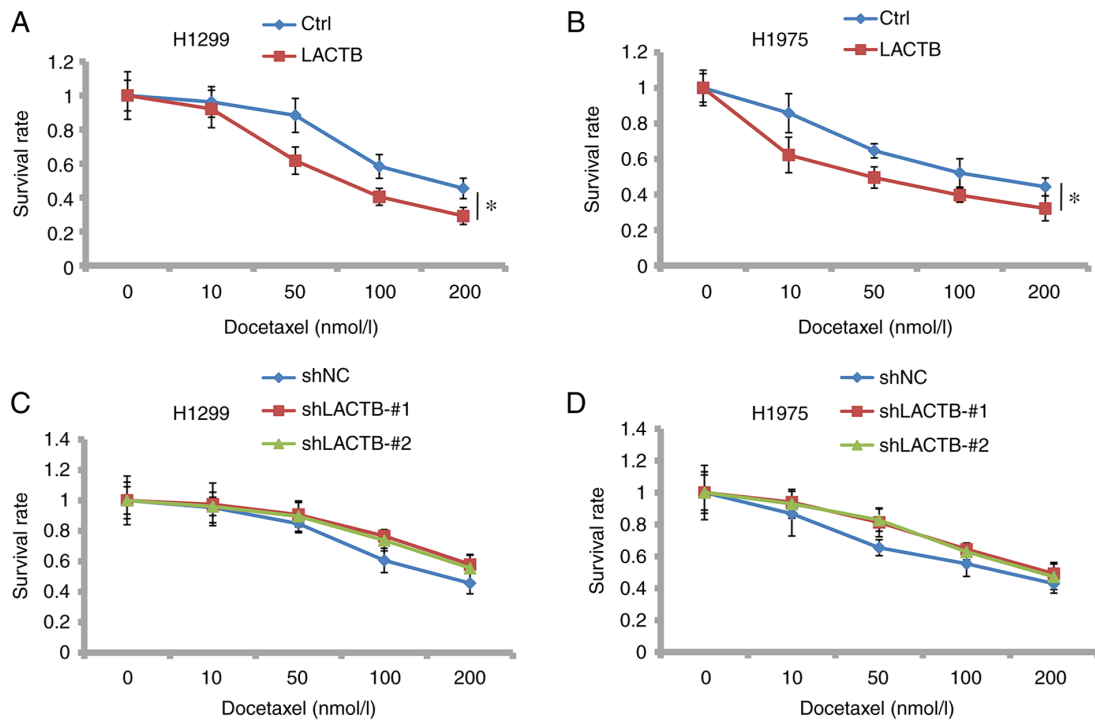 A
H1299
Ctrl
LACTB
1.2
1
0.8
0.6
0.4
0.2
0
Survival rate
*
0 10 50 100 200
Docetaxel (nmol/l)
B
H1975
Ctrl
LACTB
1.2
1
0.8
0.6
0.4
0.2
0
Survival rate
*
0 10 50 100 200
Docetaxel (nmol/l)
C
H1299
shNC
shLACTB-#1
shLACTB-#2
1.4
1.2
1
0.8
0.6
0.4
0.2
0
Survival rate
0 10 50 100 200
Docetaxel (nmol/l)
D
H1975
shNC
shLACTB-#1
shLACTB-#2
1.4
1.2
1
0.8
0.6
0.4
0.2
0
Survival rate
0 10 50 100 200
Docetaxel (nmol/l)